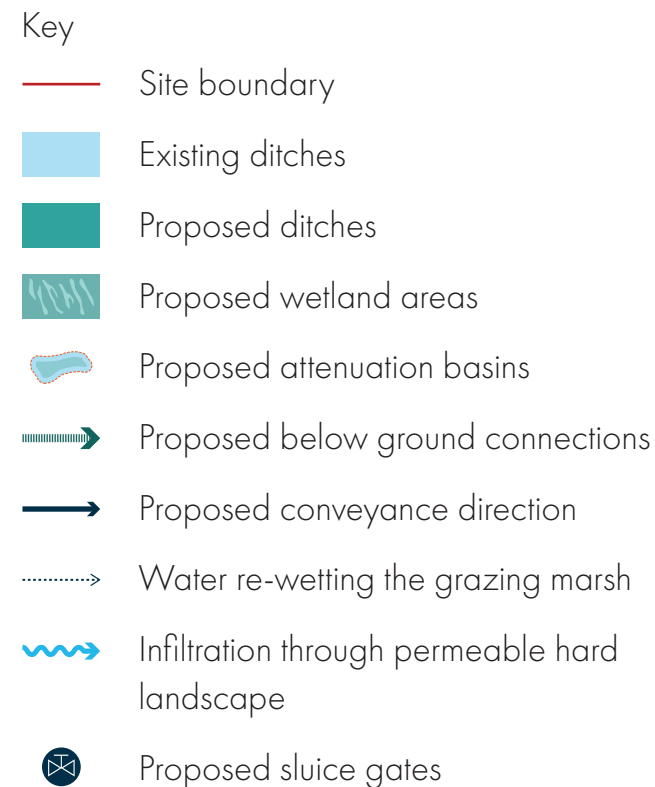 Key
Site boundary
Existing ditches
Proposed ditches
Proposed wetland areas
Proposed attenuation basins
Proposed below ground connections
Proposed conveyance direction
Water re-wetting the grazing marsh
Infiltration through permeable hard
landscape
Proposed sluice gates